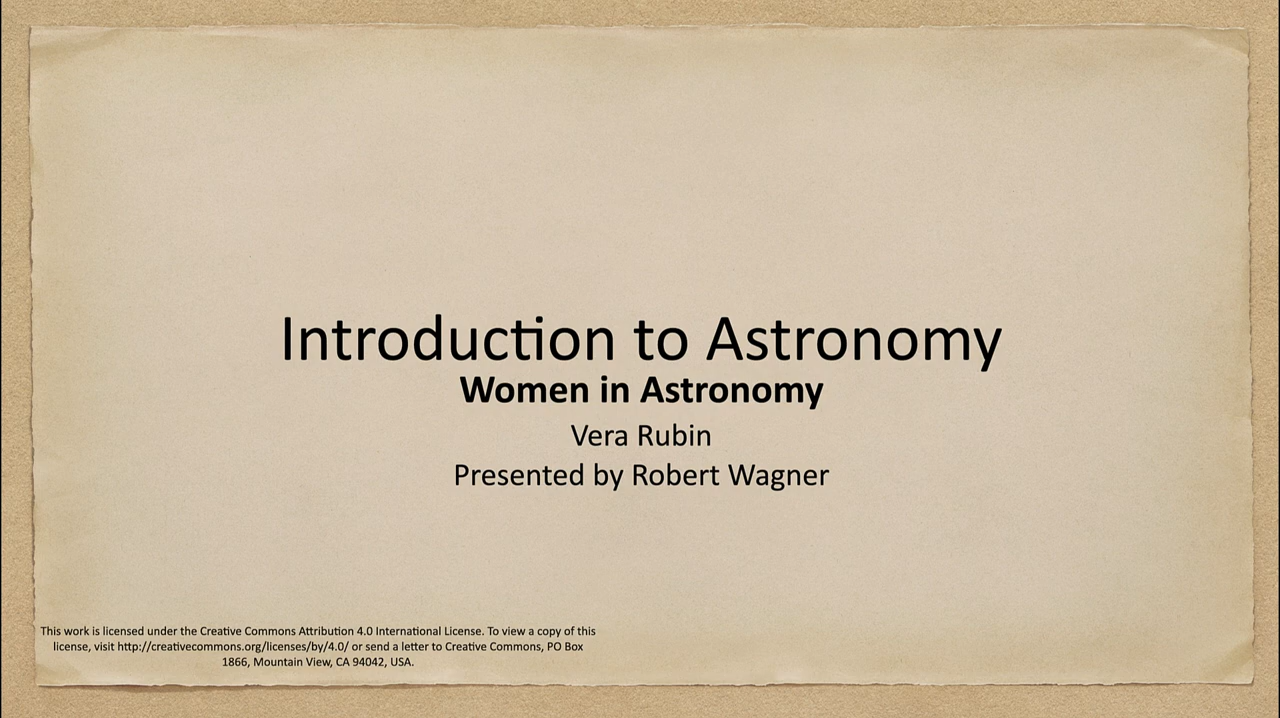 Introduction to Astronomy
Women in Astronomy
Vera Rubin
Presented by Robert Wagner
This work is licensed under the Creative Commons Attribution 4.0 International License. To view a copy of this
license, visit http://creativecommons.org/licenses/by/4.0/ or send a letter to Creative Commons, PO Box
1866, Mountain View, CA 94042, USA.